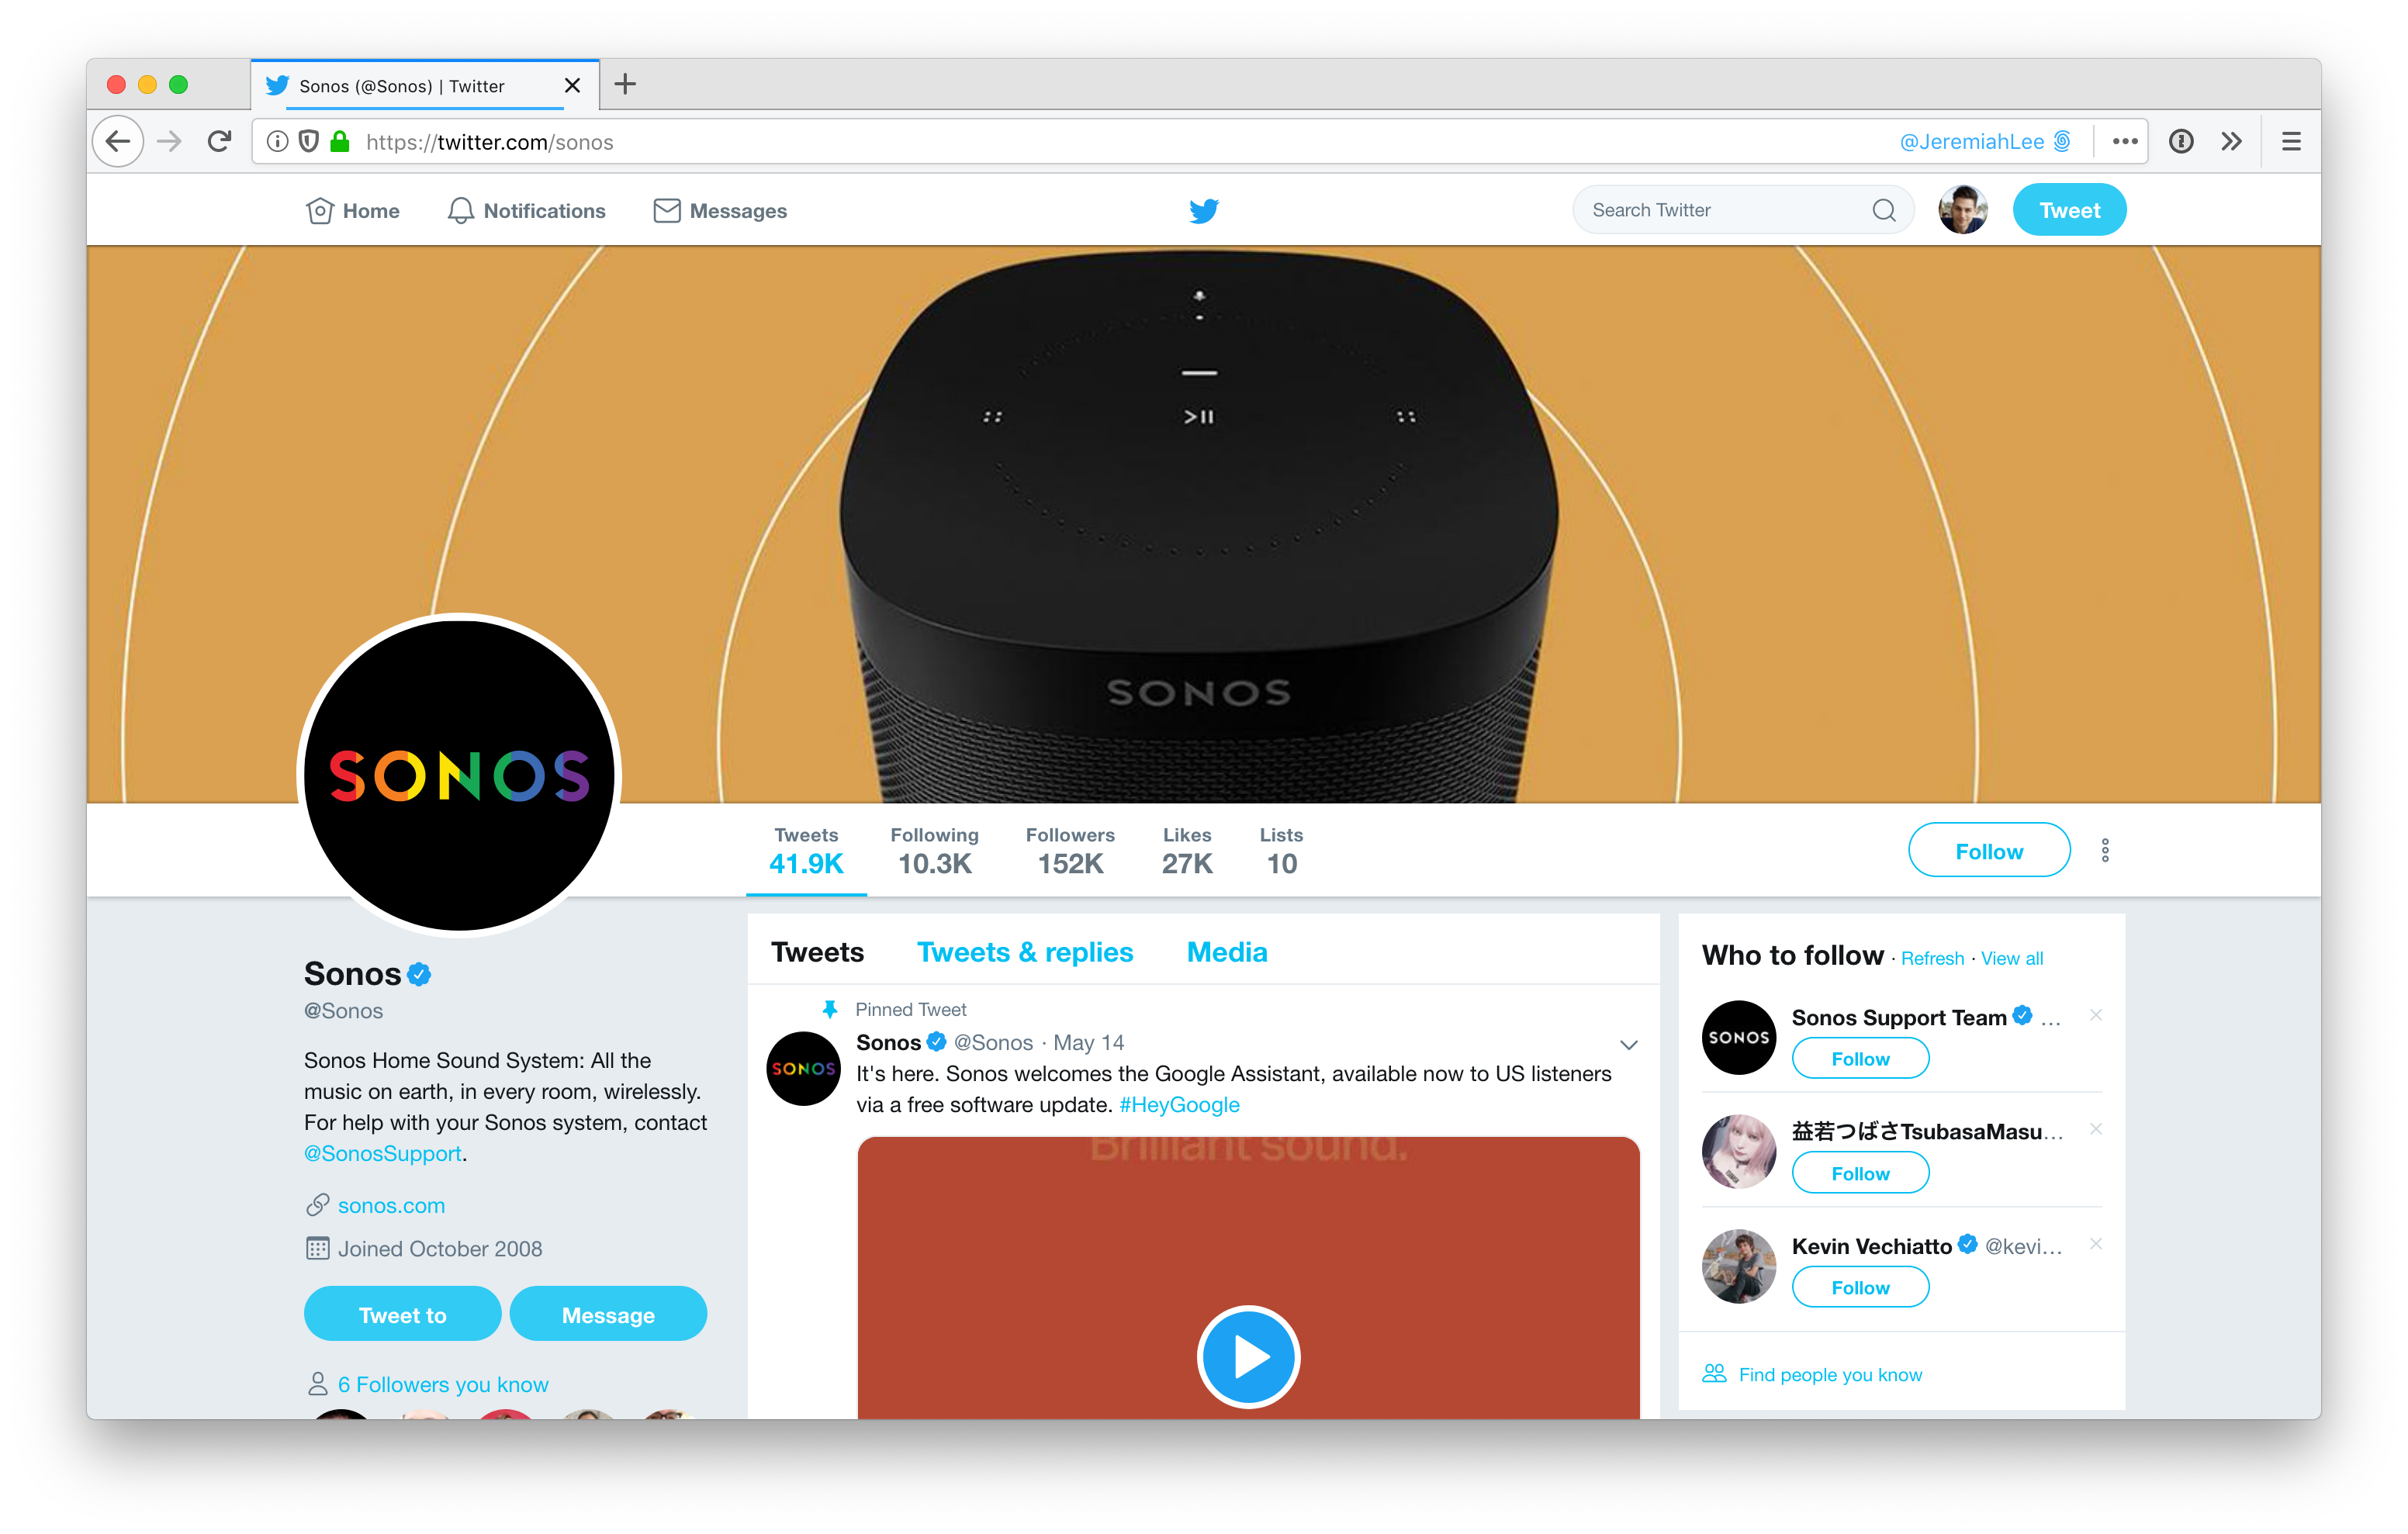 Sonos (@Sonos) | Twitter
https://twitter.com/sonos
@JeremiahLee
Home
Notifications
Messages
Search Twitter
Tweet
>II
SONOS
SONOS
Tweets
41.9K
Following
10.3K
Followers
152K
Likes
27K
Lists
10
Follow
Sonos
@Sonos
Sonos Home Sound System: All the
music on earth, in every room, wirelessly.
For help with your Sonos system, contact
@SonosSupport.
sonos.com
Joined October 2008
Tweet to
Message
6 Followers you know
Tweets
Tweets & replies
Media
Pinned Tweet
SONOS
Sonos @Sonos · May 14
It's here. Sonos welcomes the Google Assistant, available now to US listeners
via a free software update. #HeyGoogle
Brilliant sound.
Who to follow · Refresh · View all
SONOS
Sonos Support Team ...
Follow
益若つばさTsubasaMasu...
Follow
Kevin Vechiatto @kevi...
Follow
Find people you know